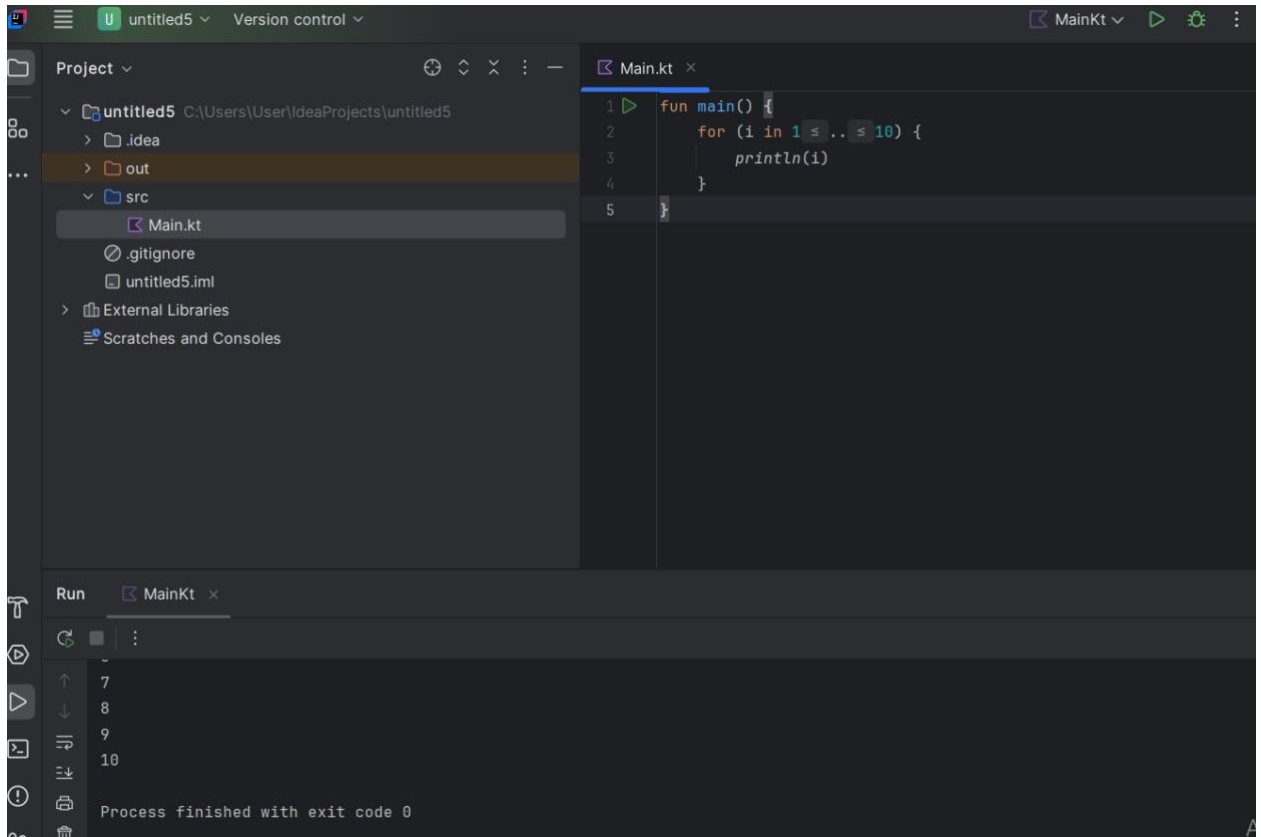 U untitled5 Version control MainKt
Project
Main.kt
untitled5 C:\Users\User\IdeaProjects\untitled5
.idea
out
src
Main.kt
.gitignore
untitled5.iml
External Libraries
Scratches and Consoles
1 fun main() {
2 for (i in 1 ≤ .. ≤ 10) {
3 println(i)
4 }
5 }
Run MainKt
7
8
9
10
Process finished with exit code 0